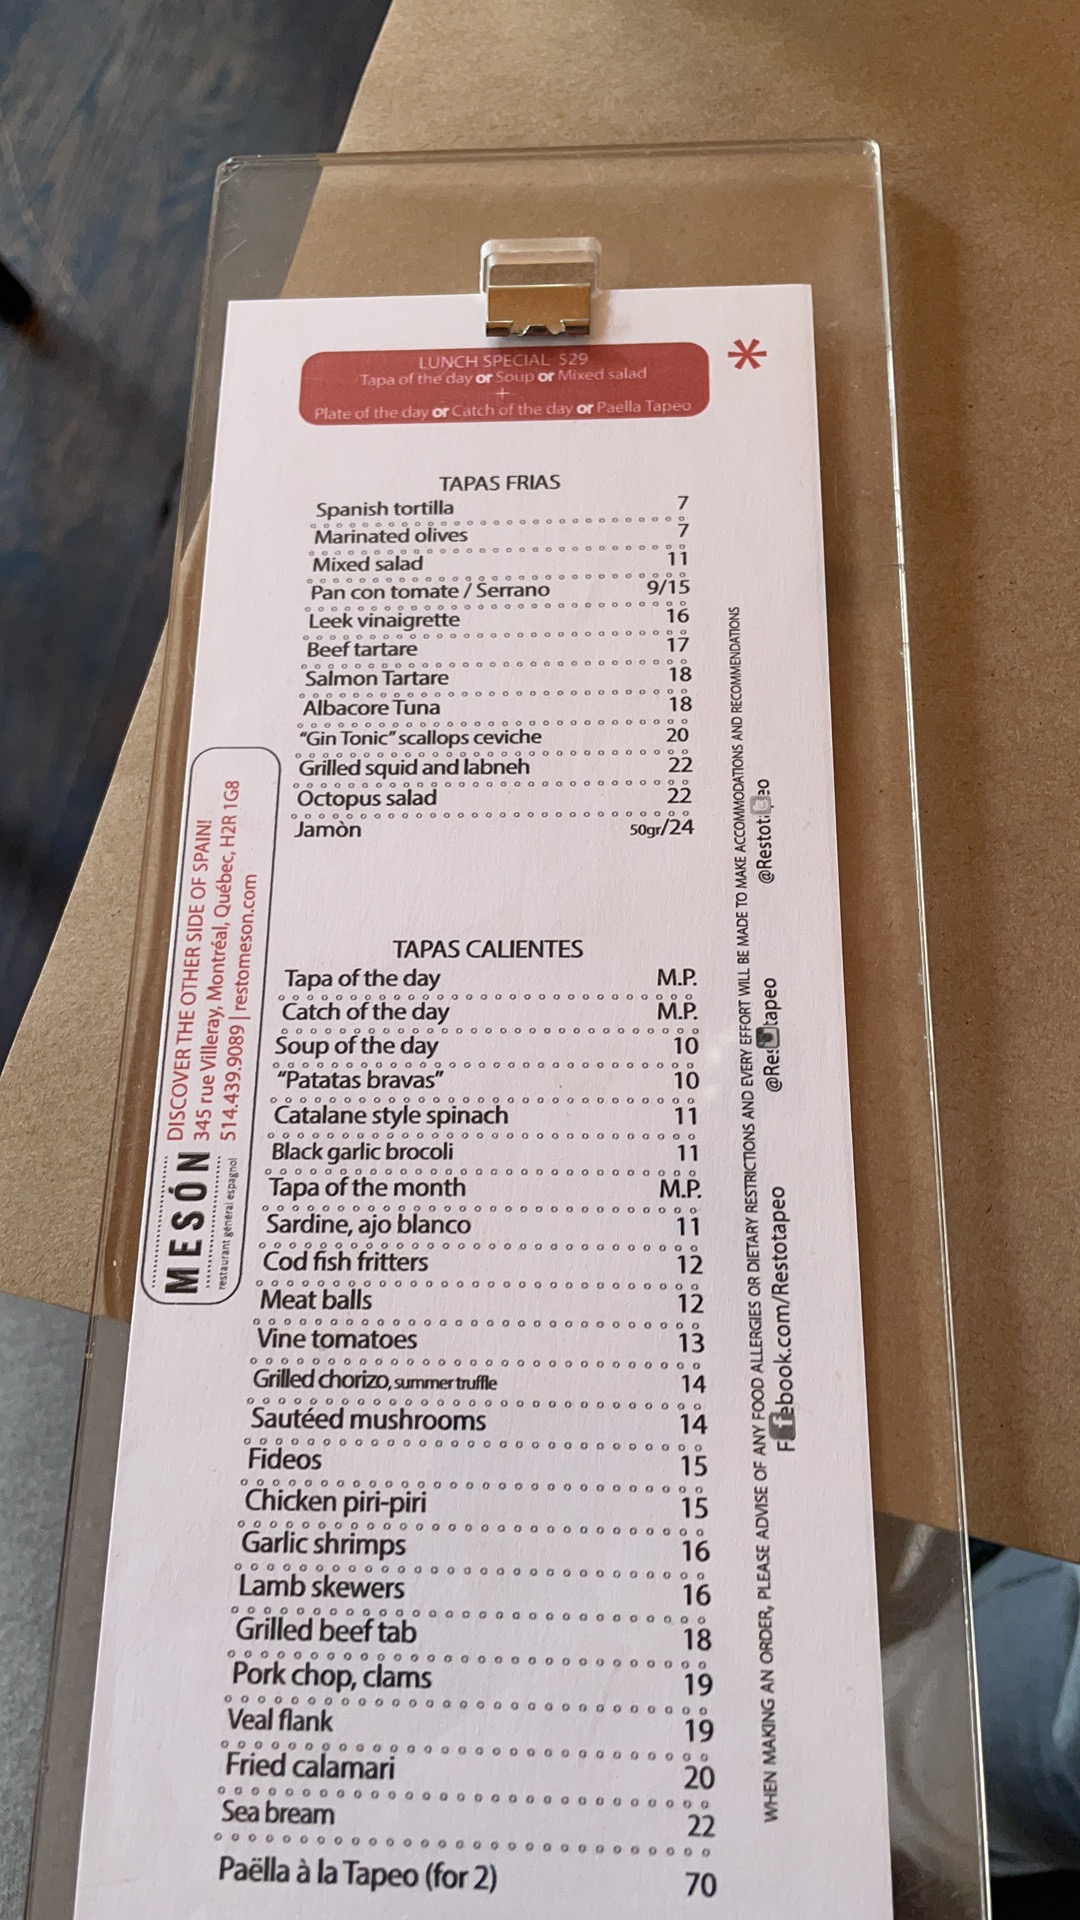 LUNCH SPECIAL $29
Tapa of the day or Soup or Mixed salad
+
Plate of the day or Catch of the day or Paella Tapeo
*
TAPAS FRIAS
Spanish tortilla 7
Marinated olives 7
Mixed salad 11
Pan con tomate / Serrano 9/15
Leek vinaigrette 16
Beef tartare 17
Salmon Tartare 18
Albacore Tuna 18
"Gin Tonic" scallops ceviche 20
Grilled squid and labneh 22
Octopus salad 22
Jamòn 50gr/24
TAPAS CALIENTES
Tapa of the day M.P.
Catch of the day M.P.
Soup of the day 10
"Patatas bravas" 10
Catalane style spinach 11
Black garlic brocoli 11
Tapa of the month M.P.
Sardine, ajo blanco 11
Cod fish fritters 12
Meat balls 12
Vine tomatoes 13
Grilled chorizo, summer truffle 14
Sautéed mushrooms 14
Fideos 15
Chicken piri-piri 15
Garlic shrimps 16
Lamb skewers 16
Grilled beef tab 18
Pork chop, clams 19
Veal flank 19
Fried calamari 20
Sea bream 22
Paëlla à la Tapeo (for 2) 70
MESÓN
restaurant général espagnol
DISCOVER THE OTHER SIDE OF SPAIN!
345 rue Villeray, Montréal, Québec, H2R 1G8
514.439.9089 | restomeson.com
WHEN MAKING AN ORDER, PLEASE ADVISE OF ANY FOOD ALLERGIES OR DIETARY RESTRICTIONS AND EVERY EFFORT WILL BE MADE TO MAKE ACCOMMODATIONS AND RECOMMENDATIONS
ebook.com/Restotapeo
tapeo